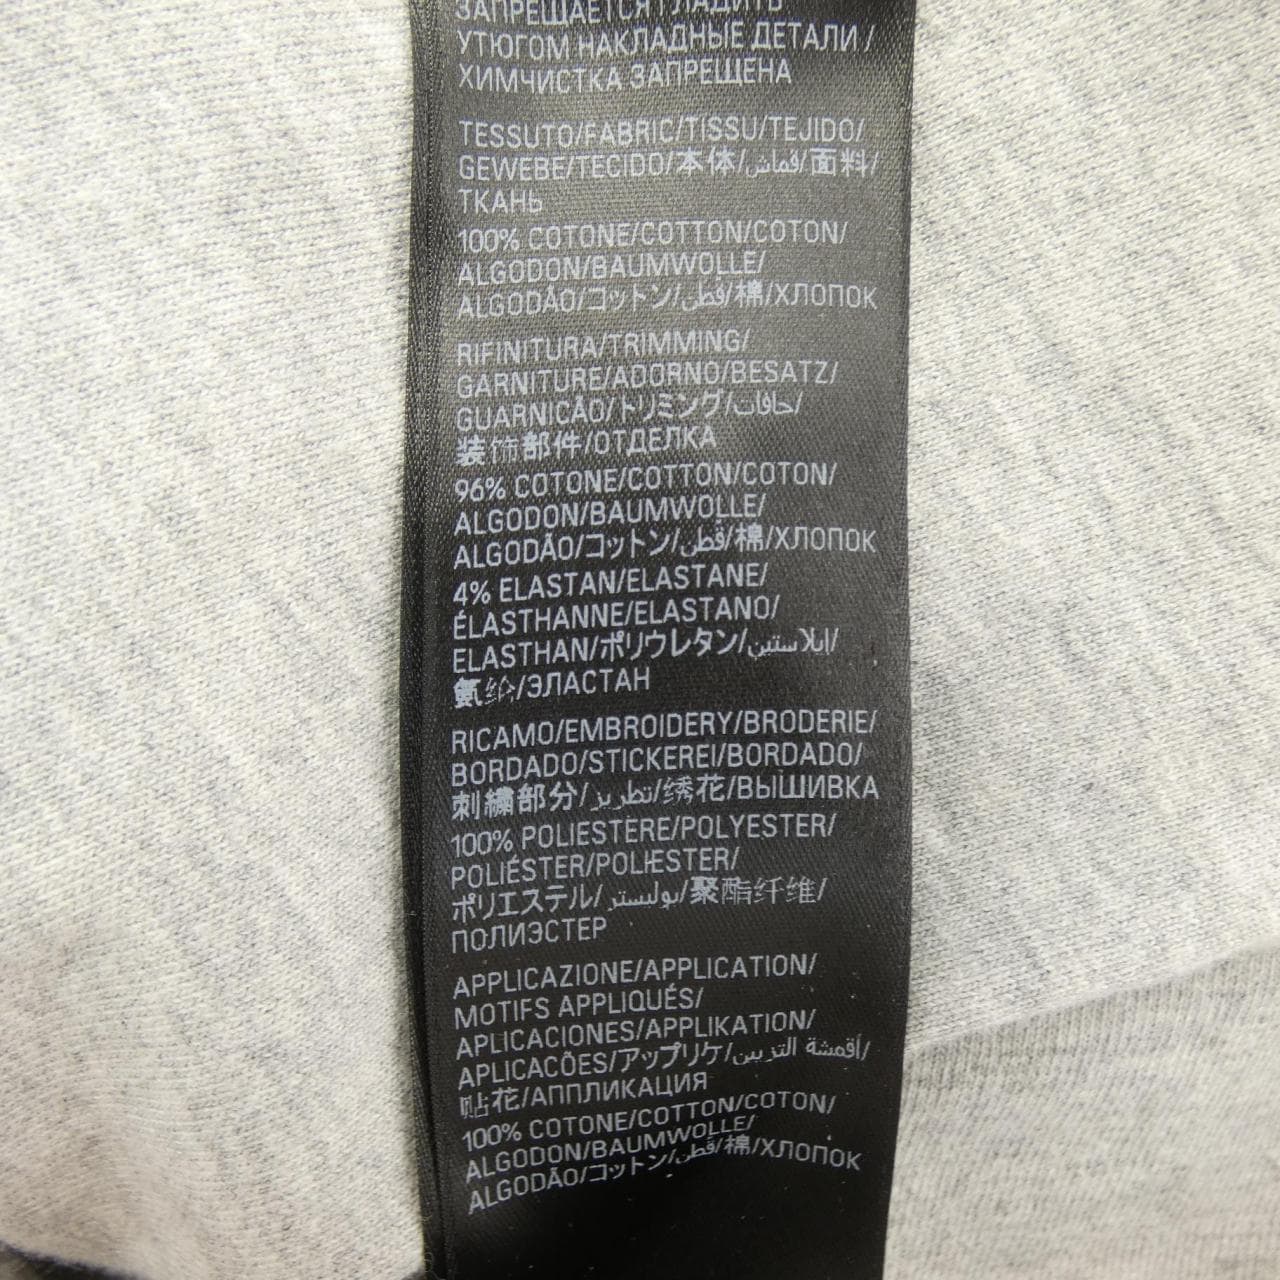 ЗАПРЕЩАЕТСЯ ГЛАДИТЬ
УТЮГОМ НАКЛАДНЫЕ ДЕТАЛИ /
ХИМЧИСТКА ЗАПРЕЩЕНА
TESSUTO/FABRIC/TISSU/TEJIDO/
GEWEBE/TECIDO/本体/قماش/面料/
ТКАНЬ
100% COTONE/COTTON/COTON/
ALGODON/BAUMWOLLE/
ALGODÃO/コットン/قطن/棉/ХЛОПОК
RIFINITURA/TRIMMING/
GARNITURE/ADORNO/BESATZ/
GUARNICÃO/トリミング/حافات/
装饰部件/ОТДЕЛКА
96% COTONE/COTTON/COTON/
ALGODON/BAUMWOLLE/
ALGODÃO/コットン/قطن/棉/ХЛОПОК
4% ELASTAN/ELASTANE/
ÉLASTHANNE/ELASTANO/
ELASTHAN/ポリウレタン/إيلاستين/
氨纶/ЭЛАСТАН
RICAMO/EMBROIDERY/BRODERIE/
BORDADO/STICKEREI/BORDADO/
刺繍部分/تطريز/绣花/ВЫШИВКА
100% POLIESTERE/POLYESTER/
POLIÉSTER/POLIESTER/
ポリエステル/بوليستر/聚酯纤维/
ПОЛИЭСТЕР
APPLICAZIONE/APPLICATION/
MOTIFS APPLIQUÉS/
APLICACIONES/APPLIKATION/
APLICACÕES/アップリケ/أقمشة التزيين/
贴花/АППЛИКАЦИЯ
100% COTONE/COTTON/COTON/
ALGODON/BAUMWOLLE/
ALGODÃO/コットン/قطن/棉/ХЛОПОК